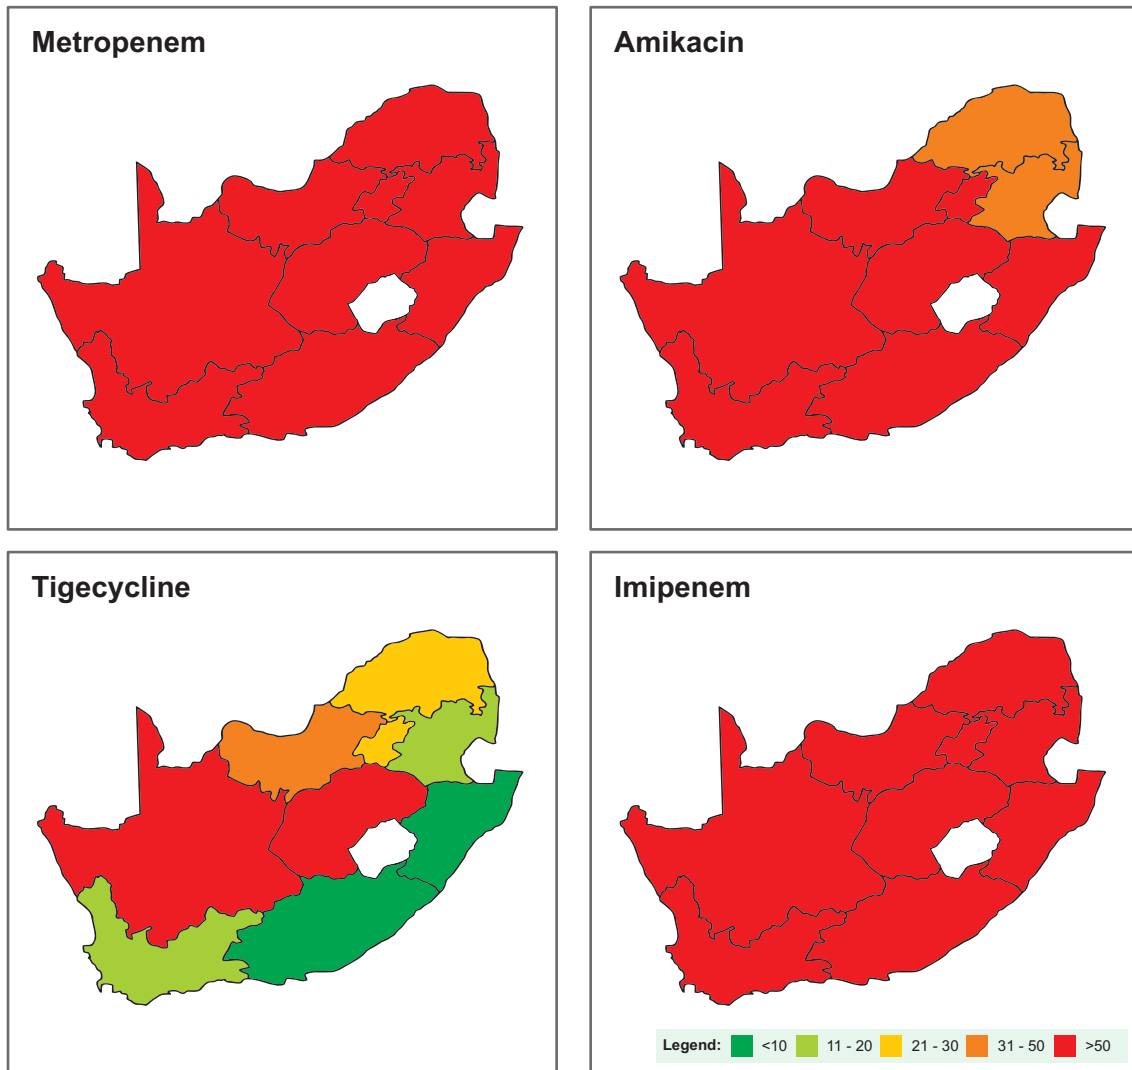 Metropenem
Amikacin
Tigecycline
Imipenem
Legend: <10 11 - 20 21 - 30 31 - 50 >50